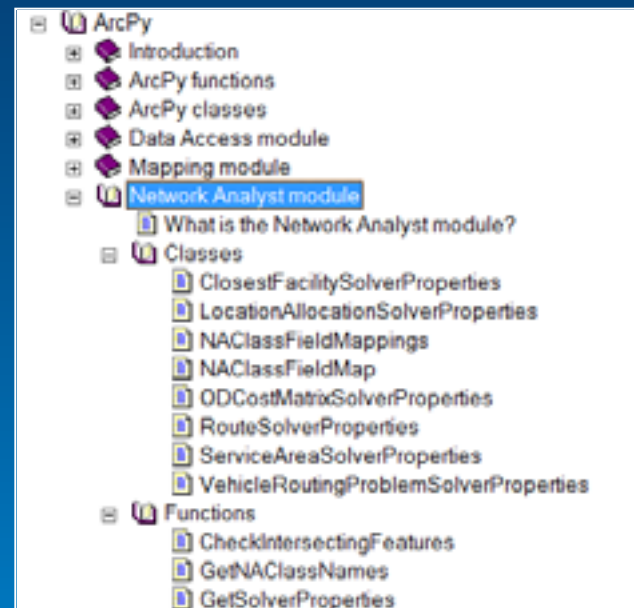 ArcPy
Introduction
ArcPy functions
ArcPy classes
Data Access module
Mapping module
Network Analyst module
What is the Network Analyst module?
Classes
ClosestFacilitySolverProperties
LocationAllocationSolverProperties
NAClassFieldMappings
NAClassFieldMap
ODCostMatrixSolverProperties
RouteSolverProperties
ServiceAreaSolverProperties
VehicleRoutingProblemSolverProperties
Functions
CheckIntersectingFeatures
GetNAClassNames
GetSolverProperties